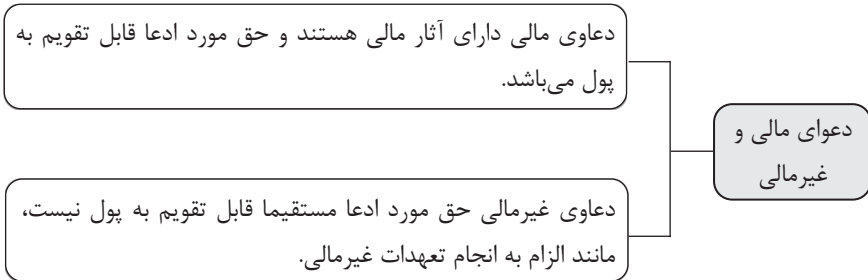 دعوای مالی و
غیرمالی
دعاوی مالی دارای آثار مالی هستند و حق مورد ادعا قابل تقویم به
پول می‌باشد.
دعاوی غیرمالی حق مورد ادعا مستقیما قابل تقویم به پول نیست،
مانند الزام به انجام تعهدات غیرمالی.